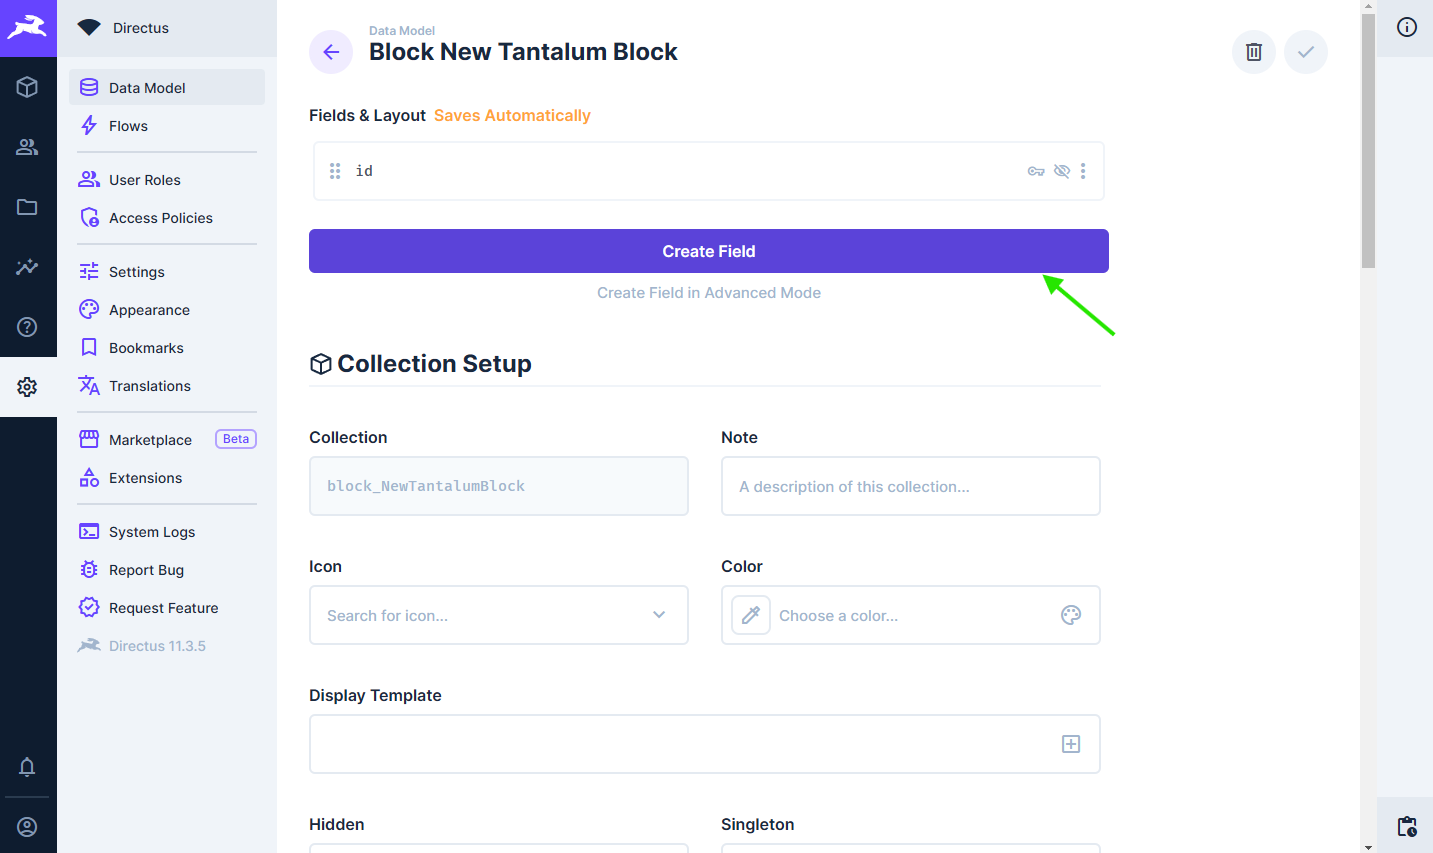 Directus
Data Model
Flows
User Roles
Access Policies
Settings
Appearance
Bookmarks
Translations
Marketplace Beta
Extensions
System Logs
Report Bug
Request Feature
Directus 11.3.5
Data Model
Block New Tantalum Block
Fields & Layout Saves Automatically
id
Create Field
Create Field in Advanced Mode
Collection Setup
Collection Note
block_NewTantalumBlock A description of this collection...
Icon Color
Search for icon... Choose a color...
Display Template
Hidden Singleton